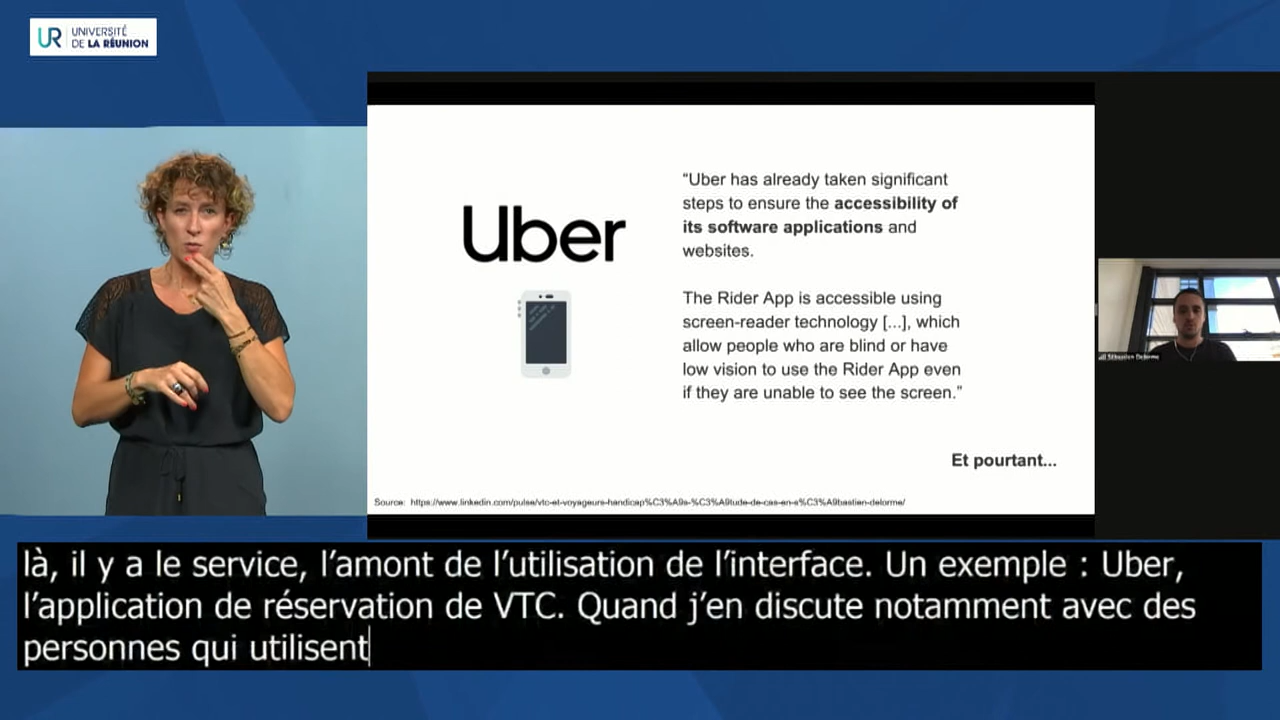 UR UNIVERSITÉ
DE LA RÉUNION
Uber
"Uber has already taken significant
steps to ensure the accessibility of
its software applications and
websites.
The Rider App is accessible using
screen-reader technology [...], which
allow people who are blind or have
low vision to use the Rider App even
if they are unable to see the screen."
Et pourtant...
Source: https://www.linkedin.com/pulse/vtc-et-voyageurs-handicap%C3%A9s-%C3%A9tude-de-cas-en-s%C3%A9bastien-delorme/
Sébastien Delorme
là, il y a le service, l’amont de l’utilisation de l’interface. Un exemple : Uber,
l’application de réservation de VTC. Quand j’en discute notamment avec des
personnes qui utilisent